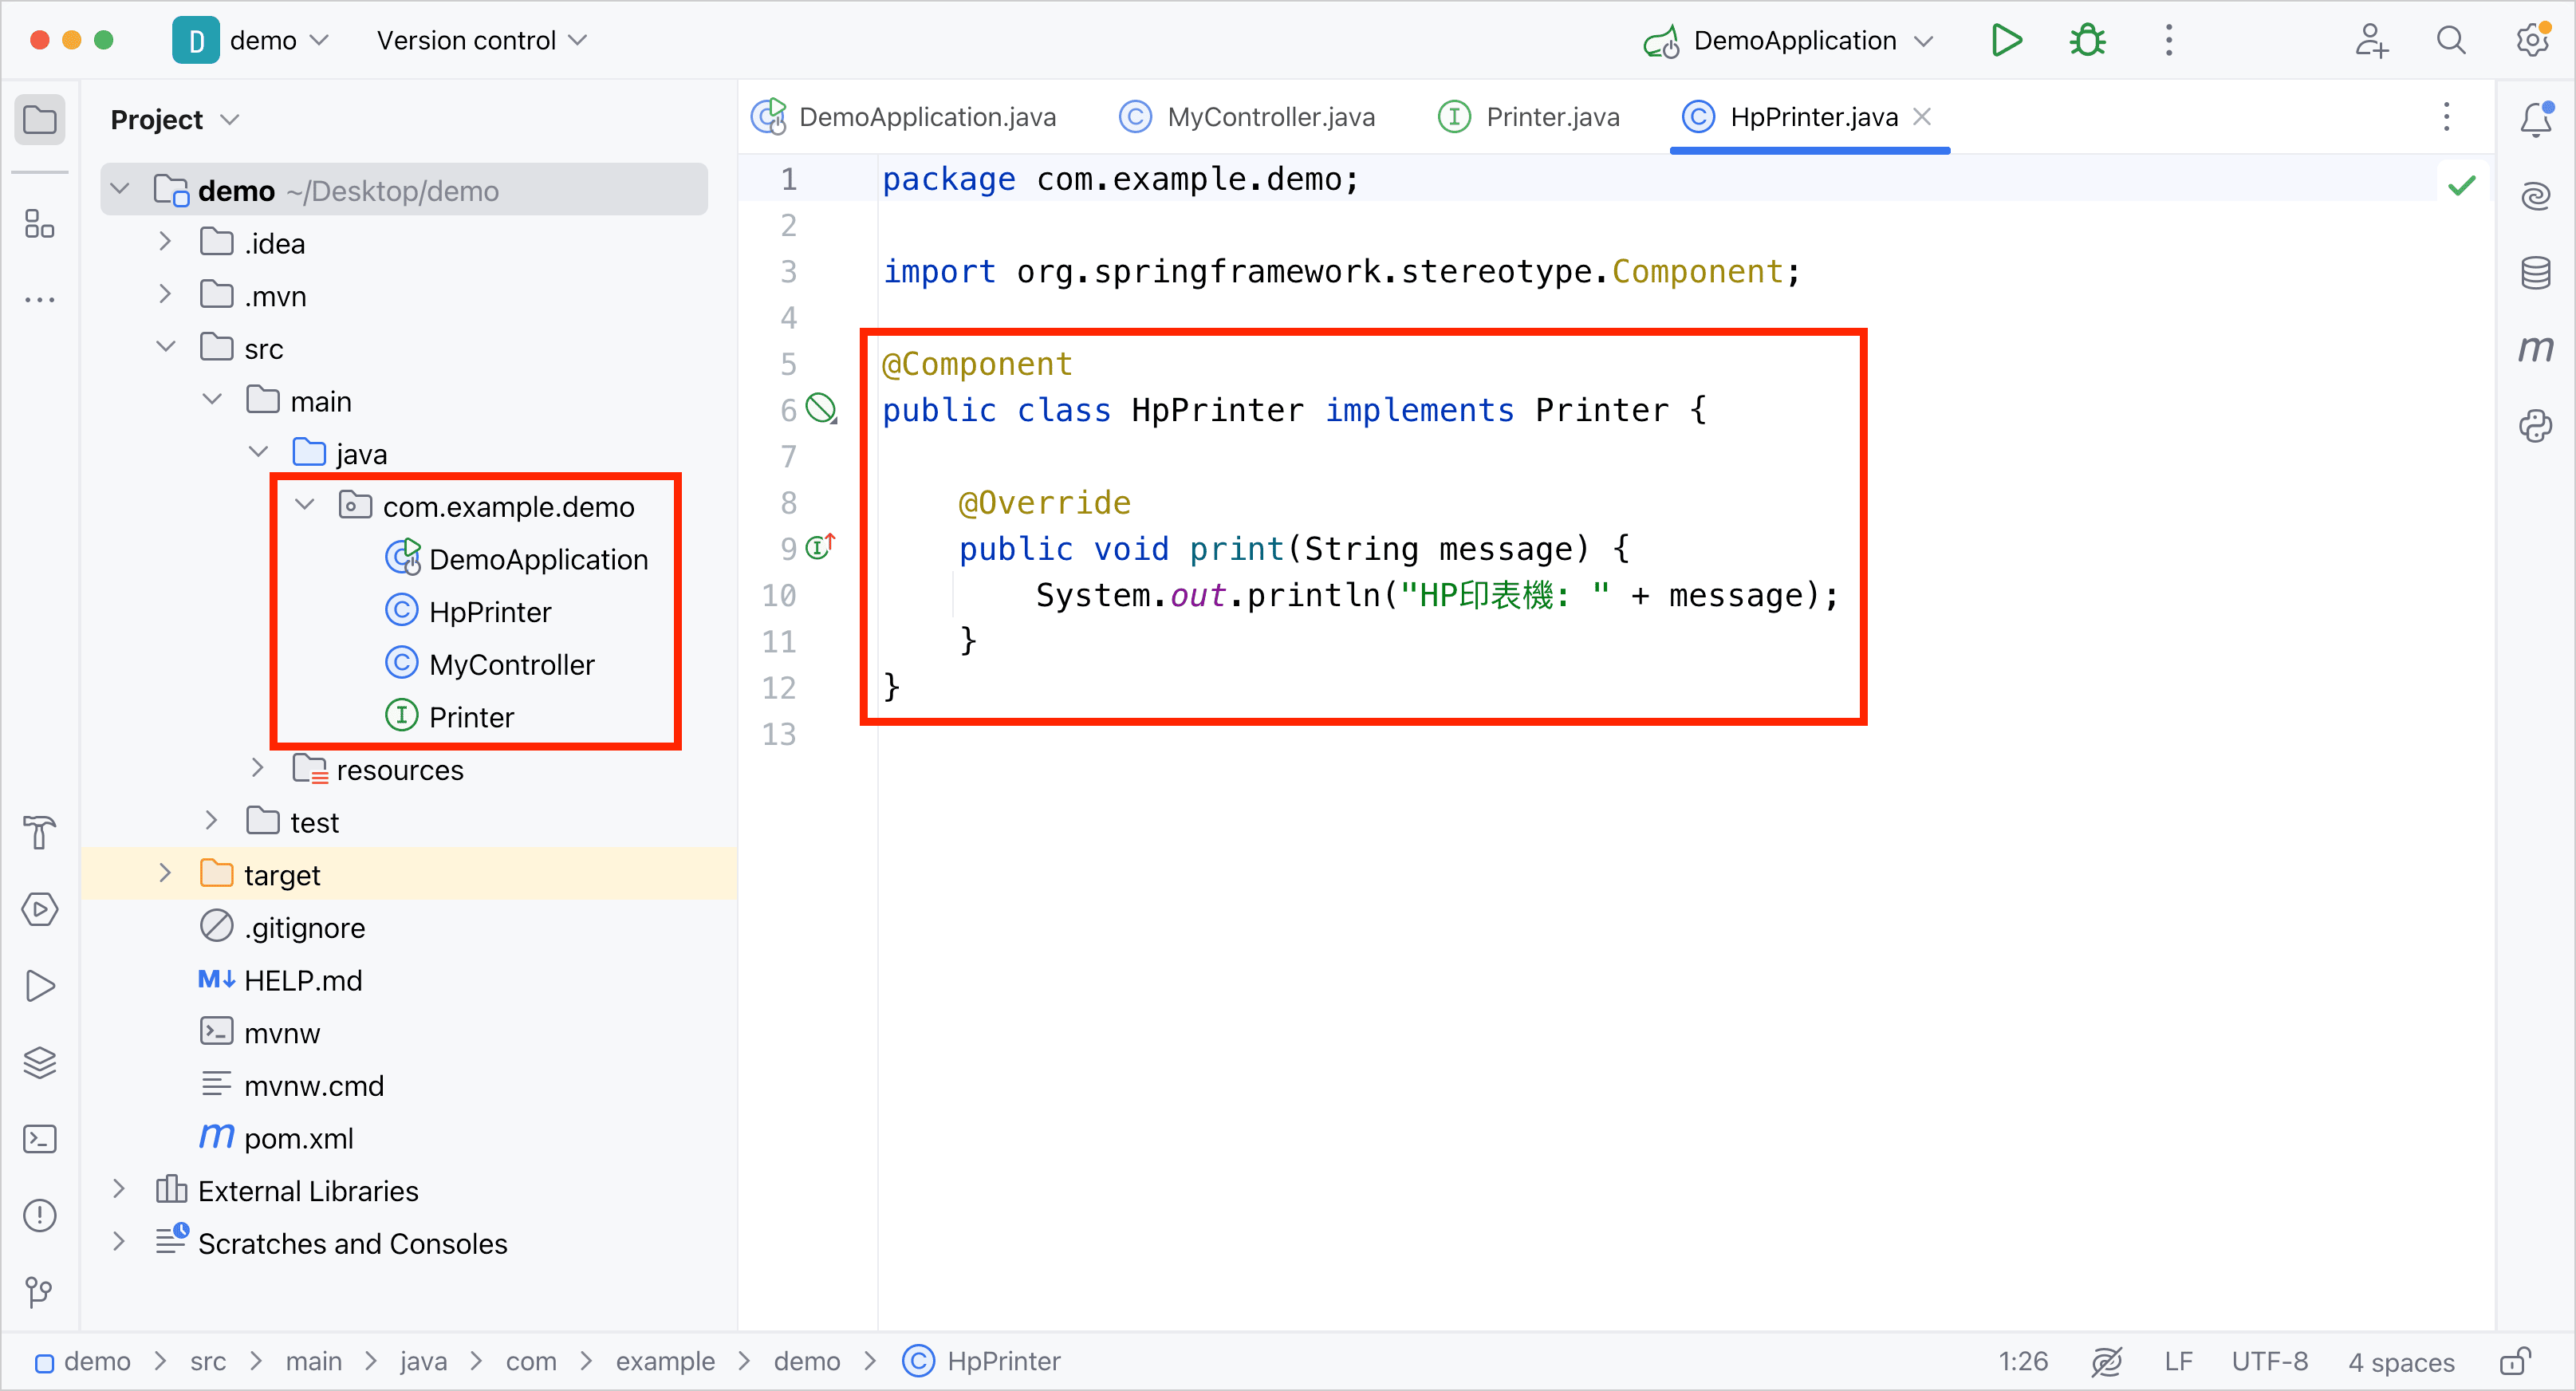 D demo Version control DemoApplication
Project
demo ~/Desktop/demo
.idea
.mvn
src
main
java
com.example.demo
DemoApplication
HpPrinter
MyController
Printer
resources
test
target
.gitignore
M↓ HELP.md
mvnw
mvnw.cmd
m pom.xml
External Libraries
Scratches and Consoles
DemoApplication.java MyController.java Printer.java HpPrinter.java
1 package com.example.demo;
2
3 import org.springframework.stereotype.Component;
4
5 @Component
6 public class HpPrinter implements Printer {
7
8 @Override
9 public void print(String message) {
10 System.out.println("HP印表機: " + message);
11 }
12 }
13
demo > src > main > java > com > example > demo > HpPrinter
1:26 LF UTF-8 4 spaces